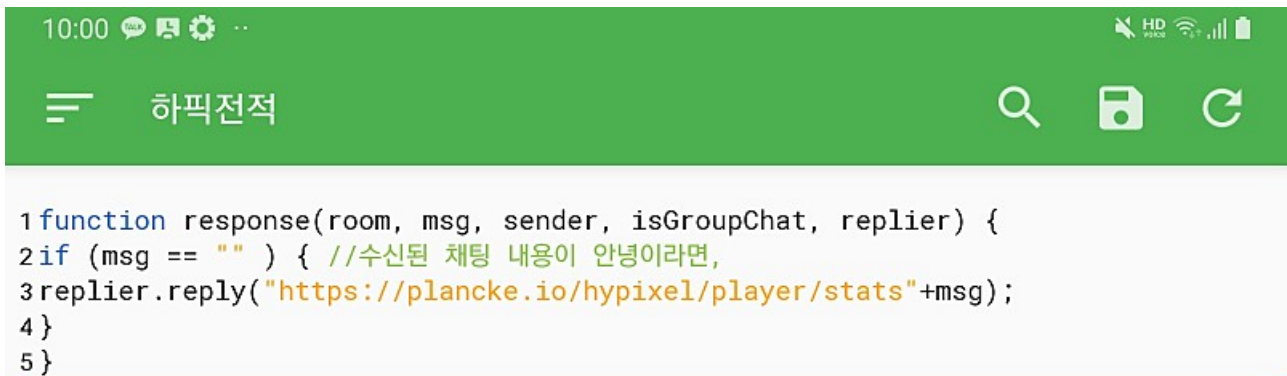 10:00
HD voice
하픽전적
1 function response(room, msg, sender, isGroupChat, replier) {
2 if (msg == "" ) { //수신된 채팅 내용이 안녕이라면,
3 replier.reply("https://plancke.io/hypixel/player/stats"+msg);
4 }
5 }